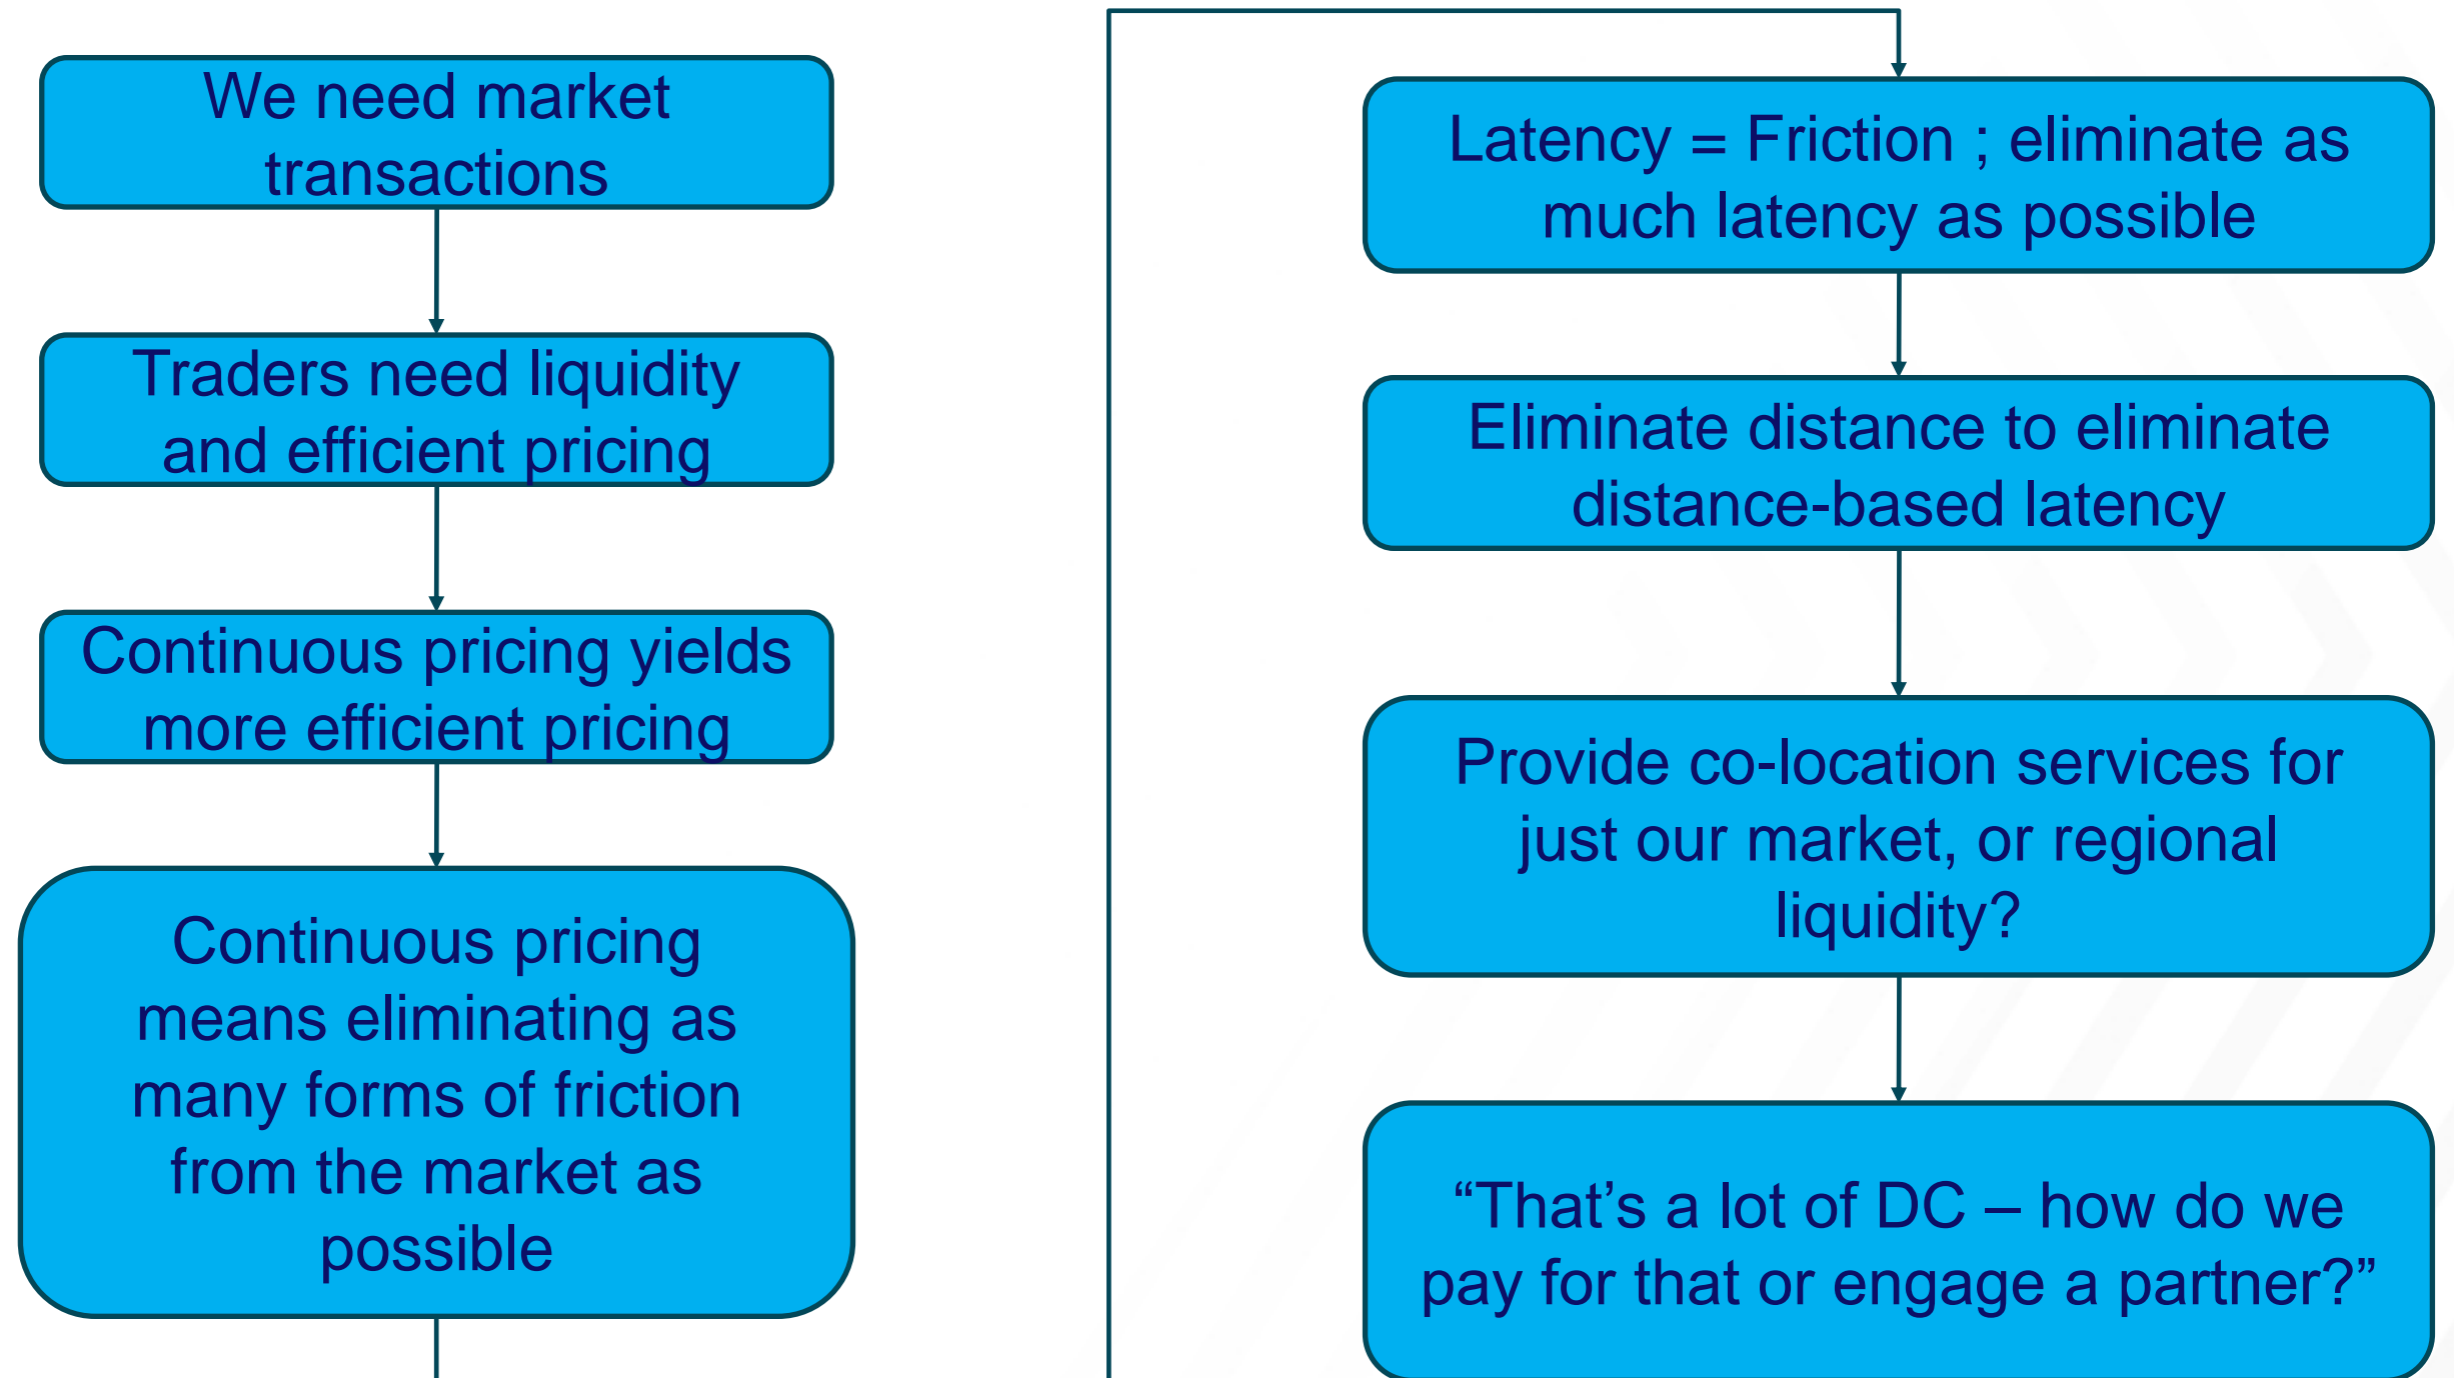 We need market
transactions
Traders need liquidity
and efficient pricing
Continuous pricing yields
more efficient pricing
Continuous pricing
means eliminating as
many forms of friction
from the market as
possible
Latency = Friction ; eliminate as
much latency as possible
Eliminate distance to eliminate
distance-based latency
Provide co-location services for
just our market, or regional
liquidity?
“That’s a lot of DC – how do we
pay for that or engage a partner?”